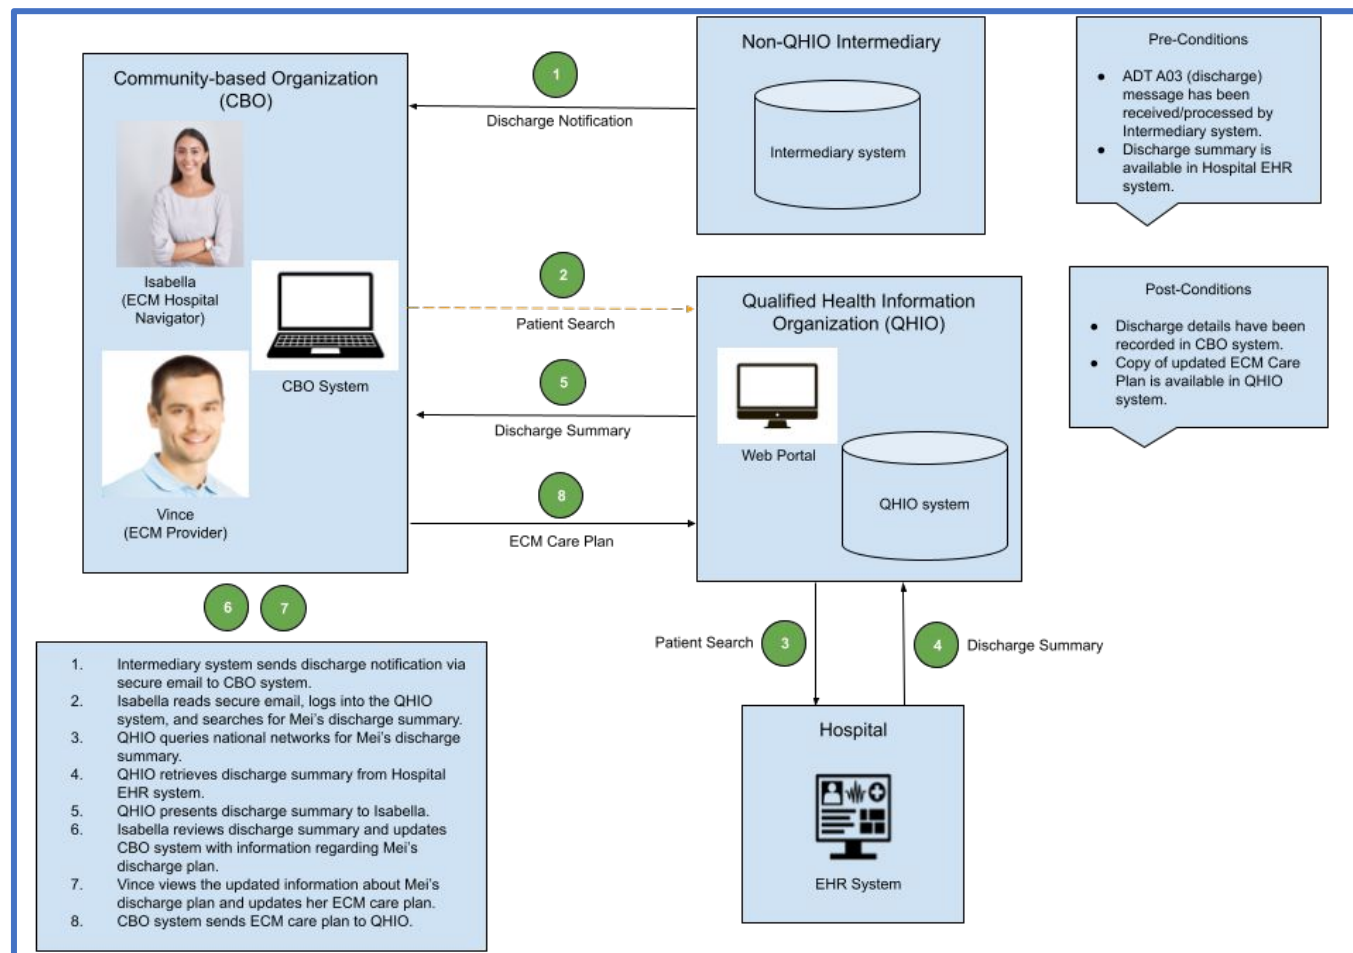 Community-based Organization
(CBO)
Isabella
(ECM Hospital
Navigator)
CBO System
Vince
(ECM Provider)
1
Discharge Notification
2
Patient Search
5
Discharge Summary
8
ECM Care Plan
Non-QHIO Intermediary
Intermediary system
Qualified Health Information
Organization (QHIO)
Web Portal
QHIO system
Pre-Conditions
● ADT A03 (discharge)
message has been
received/processed by
Intermediary system.
● Discharge summary is
available in Hospital EHR
system.
Post-Conditions
● Discharge details have been
recorded in CBO system.
● Copy of updated ECM Care
Plan is available in QHIO
system.
6
7
1. Intermediary system sends discharge notification via
secure email to CBO system.
2. Isabella reads secure email, logs into the QHIO
system, and searches for Mei's discharge summary.
3. QHIO queries national networks for Mei's discharge
summary.
4. QHIO retrieves discharge summary from Hospital
EHR system.
5. QHIO presents discharge summary to Isabella.
6. Isabella reviews discharge summary and updates
CBO system with information regarding Mei's
discharge plan.
7. Vince views the updated information about Mei's
discharge plan and updates her ECM care plan.
8. CBO system sends ECM care plan to QHIO.
Patient Search
3
4
Discharge Summary
Hospital
EHR System